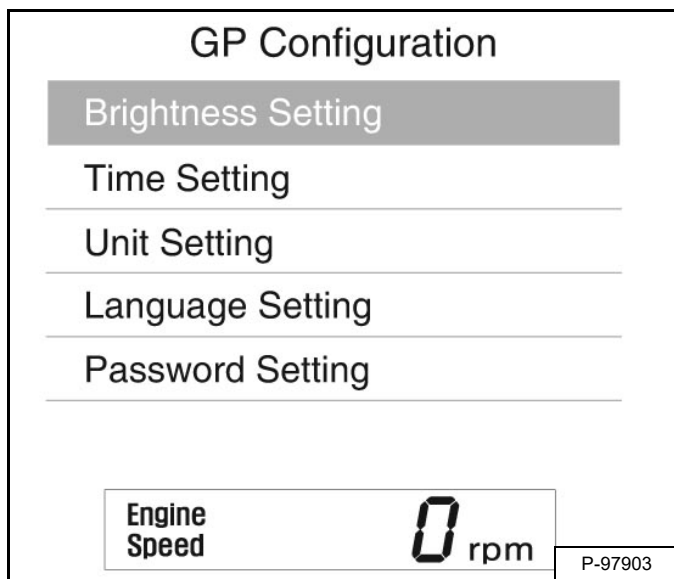 GP Configuration
Brightness Setting
Time Setting
Unit Setting
Language Setting
Password Setting
Engine
Speed
0 rpm
P-97903